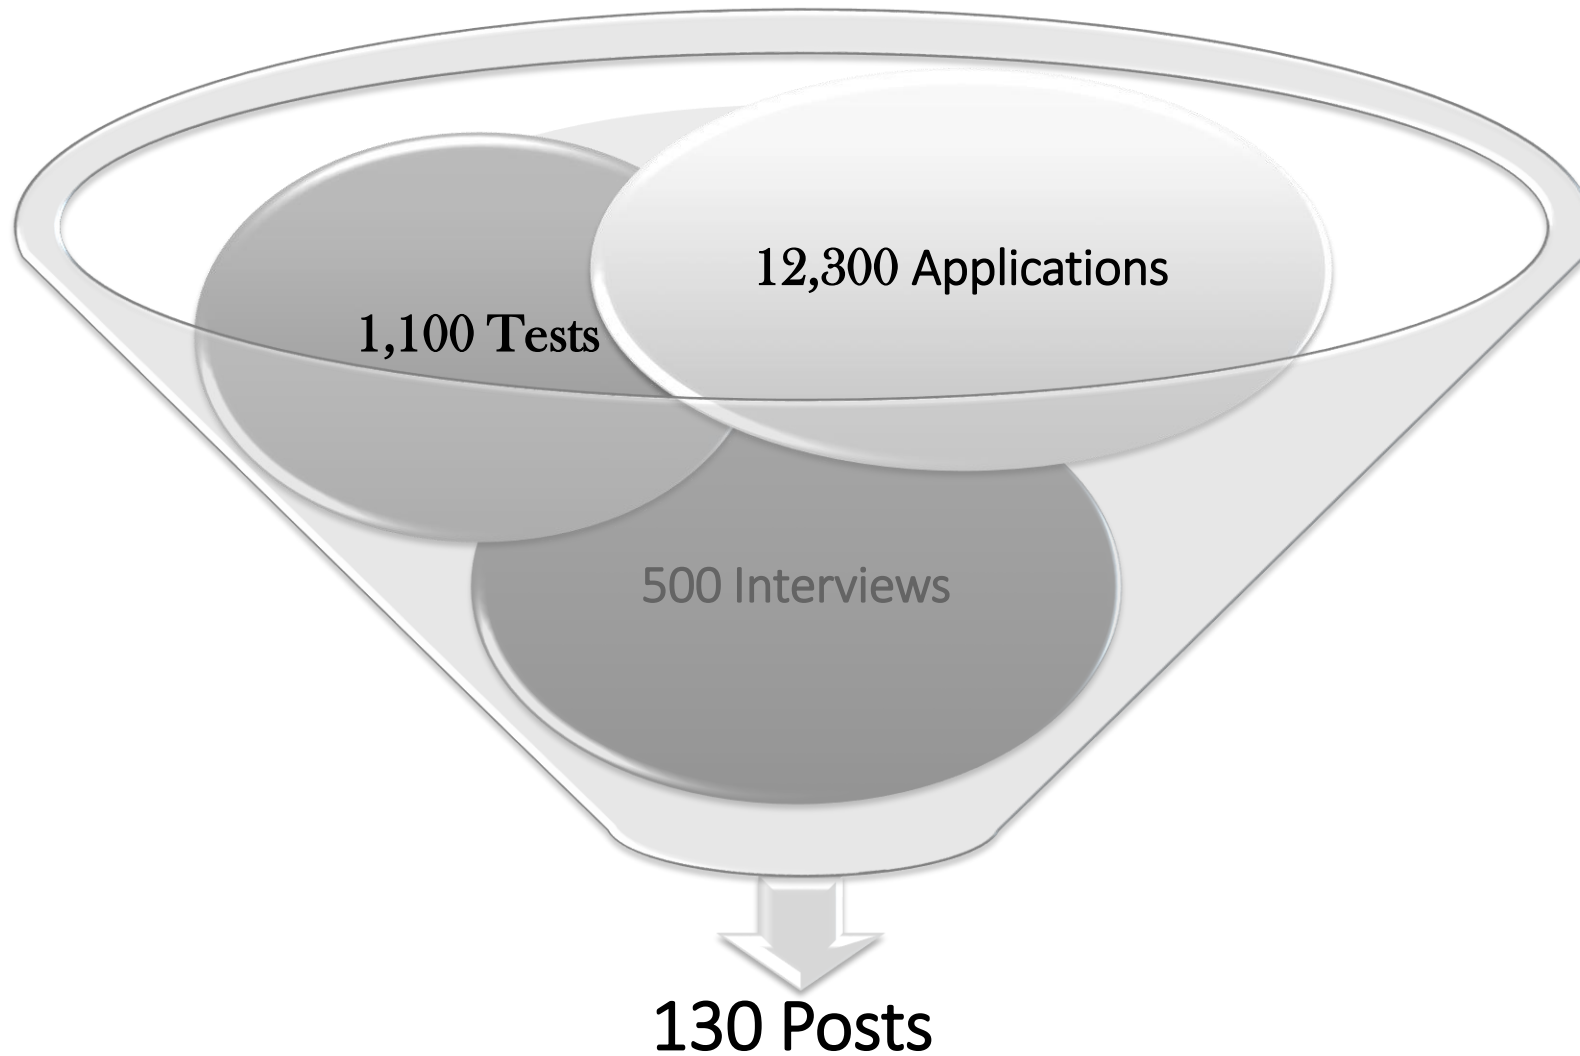 12,300 Applications
1,100 Tests
500 Interviews
130 Posts